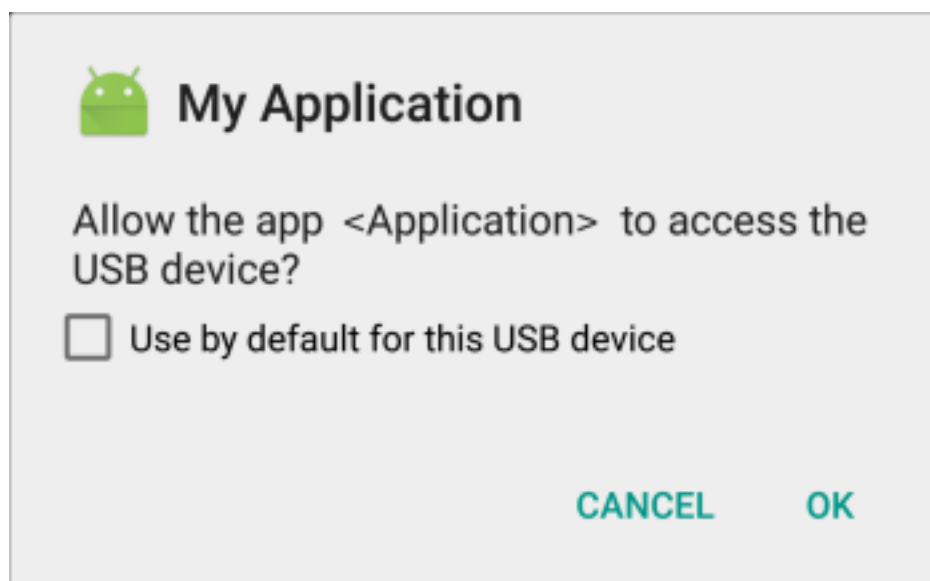 My Application
Allow the app <Application> to access the
USB device?
Use by default for this USB device
CANCEL OK